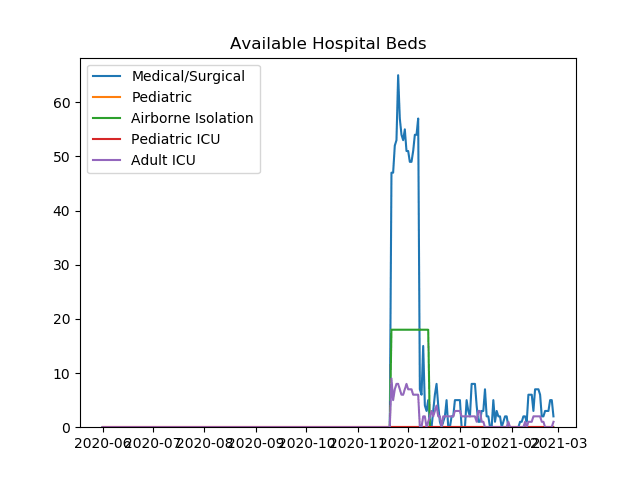 Available Hospital Beds
Medical/Surgical
Pediatric
Airborne Isolation
Pediatric ICU
Adult ICU
60
50
40
30
20
10
0
2020-06 2020-07 2020-08 2020-09 2020-10 2020-11 2020-12 2021-01 2021-02 2021-03